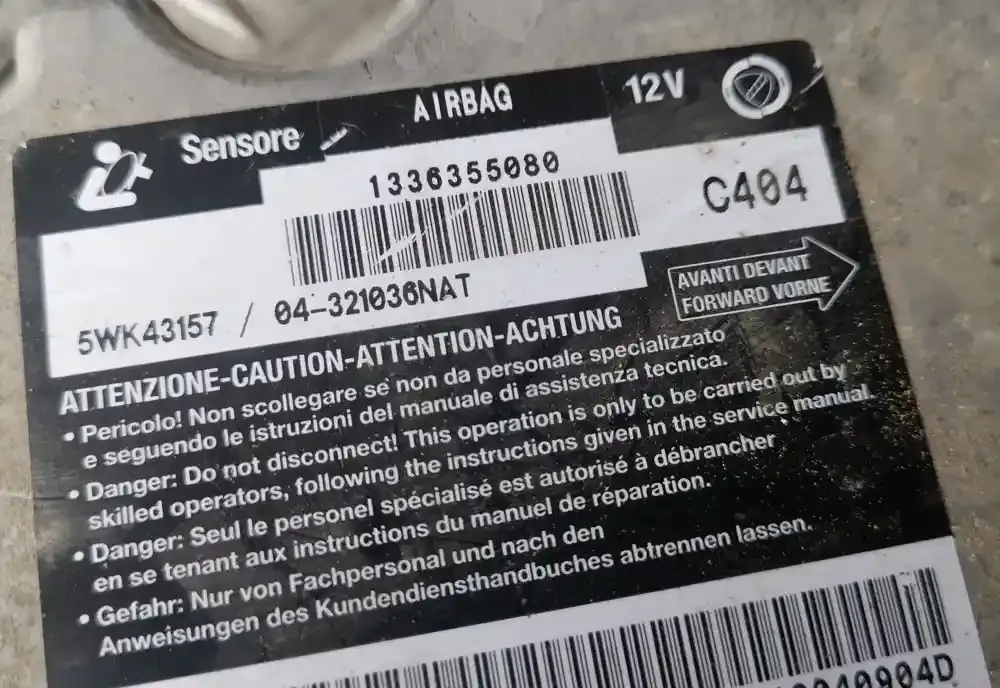 Sensore AIRBAG 12V
1336355080
C404
5WK43157 / 04-321036NAT
AVANTI DEVANT
FORWARD VORNE
ATTENZIONE-CAUTION-ATTENTION-ACHTUNG
• Pericolo! Non scollegare se non da personale specializzato
e seguendo le istruzioni del manuale di assistenza tecnica.
• Danger: Do not disconnect! This operation is only to be carried out by
skilled operators, following the instructions given in the service manual.
• Danger: Seul le personel spécialisé est autorisé à débrancher
en se tenant aux instructions du manuel de réparation.
• Gefahr: Nur von Fachpersonal und nach den
Anweisungen des Kundendiensthandbuches abtrennen lassen.